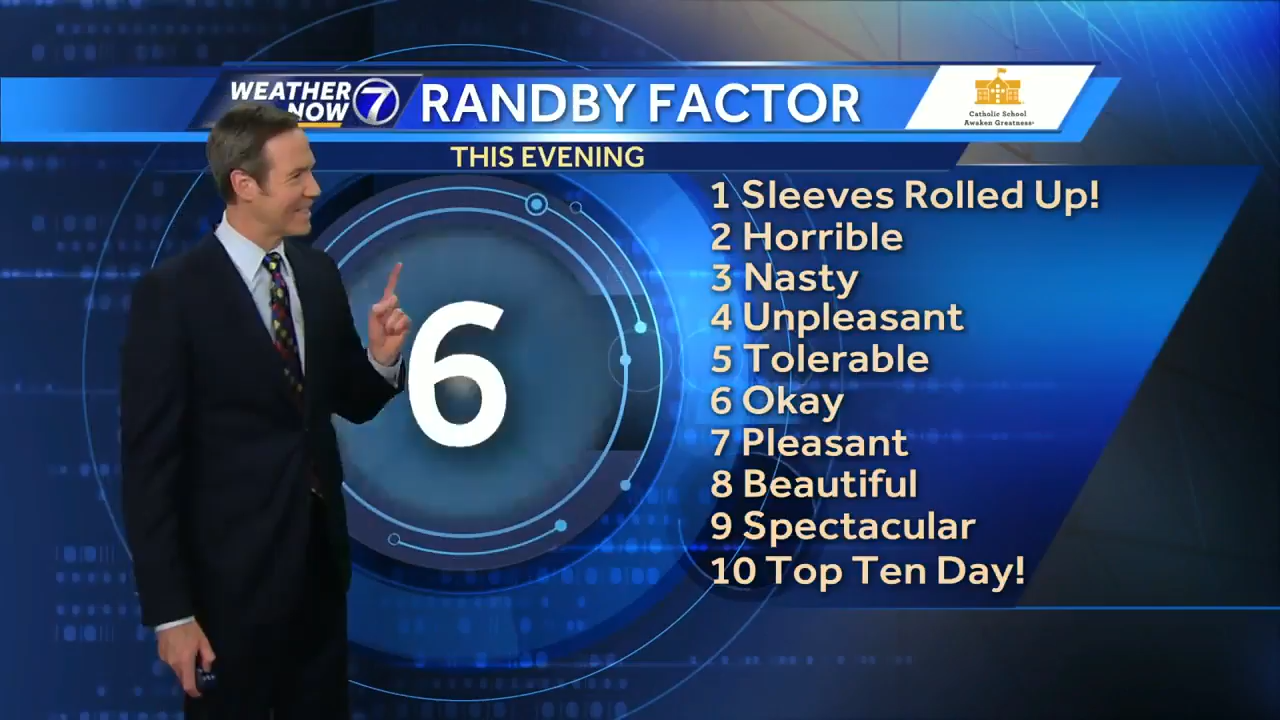 WEATHER
NOW 7
RANDBY FACTOR
Catholic School
Awaken Greatness
THIS EVENING
6
1 Sleeves Rolled Up!
2 Horrible
3 Nasty
4 Unpleasant
5 Tolerable
6 Okay
7 Pleasant
8 Beautiful
9 Spectacular
10 Top Ten Day!